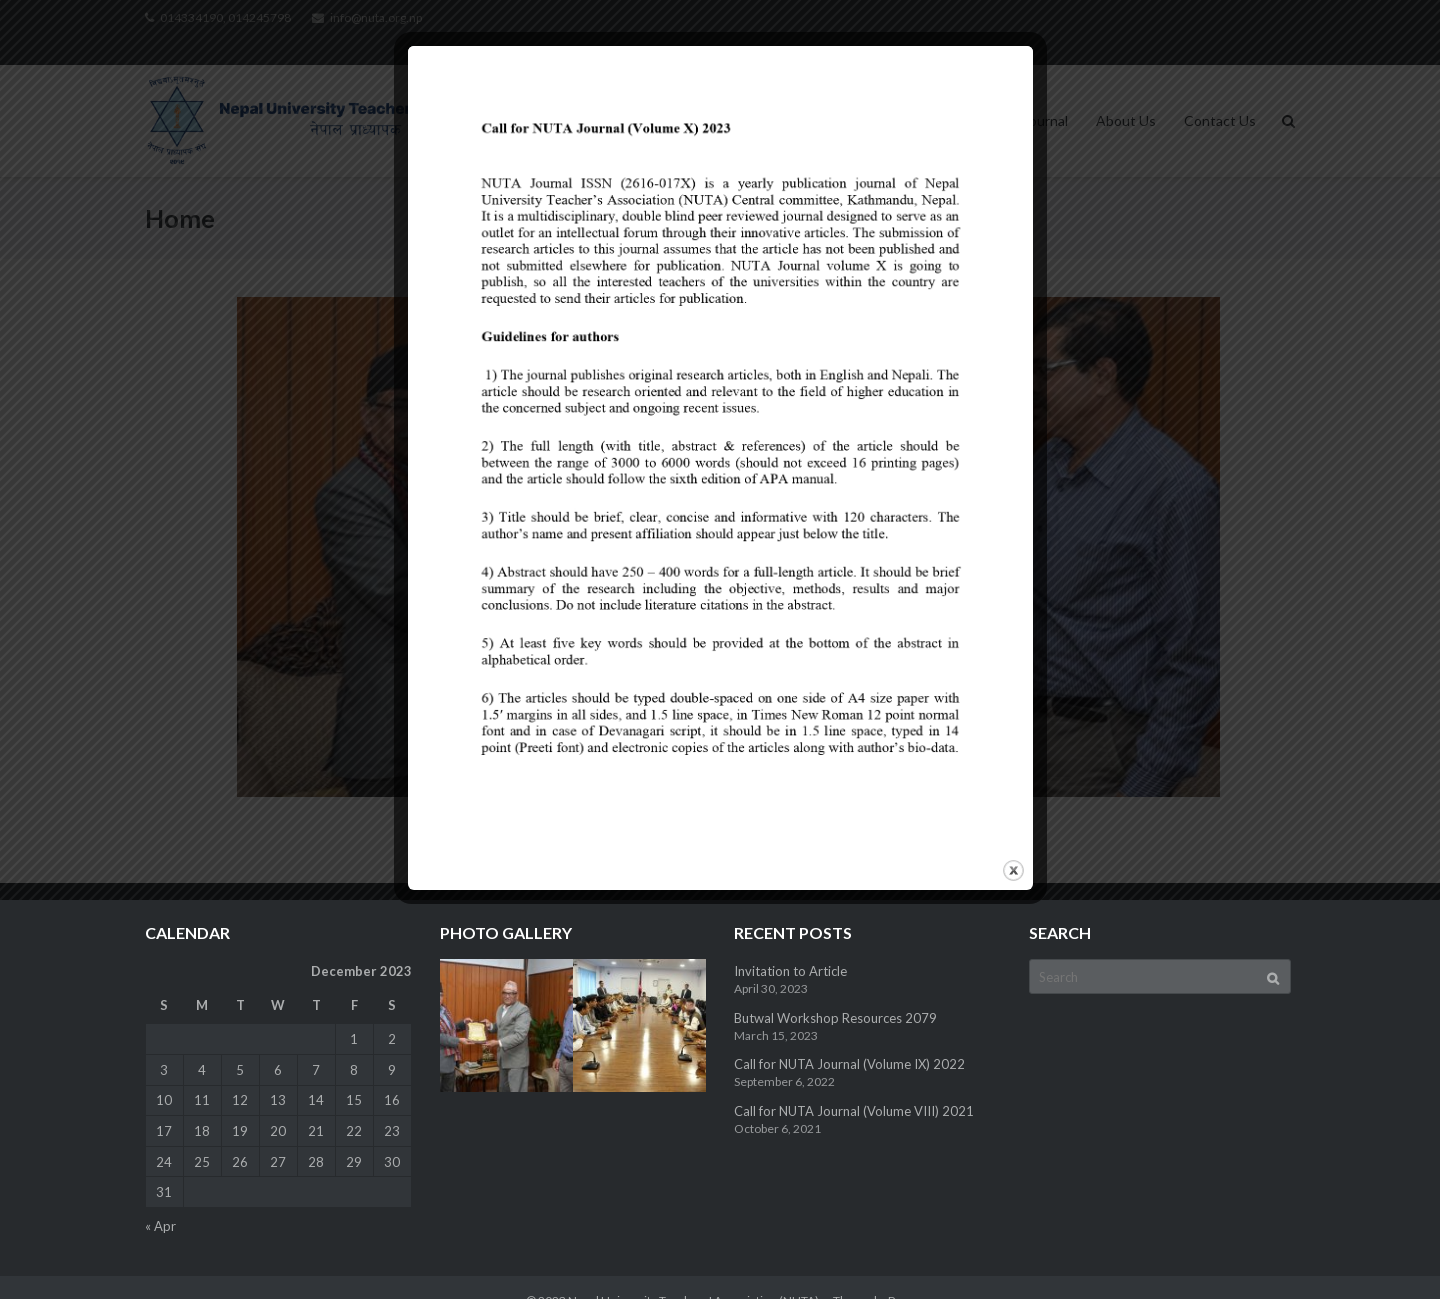 014334190, 014245798 info@nuta.org.np
Nepal University Teacher
नेपाल प्राध्यापक
About Us Contact Us
Home
Call for NUTA Journal (Volume X) 2023
NUTA Journal ISSN (2616-017X) is a yearly publication journal of Nepal
University Teacher’s Association (NUTA) Central committee, Kathmandu, Nepal.
It is a multidisciplinary, double blind peer reviewed journal designed to serve as an
outlet for an intellectual forum through their innovative articles. The submission of
research articles to this journal assumes that the article has not been published and
not submitted elsewhere for publication. NUTA Journal volume X is going to
publish, so all the interested teachers of the universities within the country are
requested to send their articles for publication.
Guidelines for authors
1) The journal publishes original research articles, both in English and Nepali. The
article should be research oriented and relevant to the field of higher education in
the concerned subject and ongoing recent issues.
2) The full length (with title, abstract & references) of the article should be
between the range of 3000 to 6000 words (should not exceed 16 printing pages)
and the article should follow the sixth edition of APA manual.
3) Title should be brief, clear, concise and informative with 120 characters. The
author’s name and present affiliation should appear just below the title.
4) Abstract should have 250 – 400 words for a full-length article. It should be brief
summary of the research including the objective, methods, results and major
conclusions. Do not include literature citations in the abstract.
5) At least five key words should be provided at the bottom of the abstract in
alphabetical order.
6) The articles should be typed double-spaced on one side of A4 size paper with
1.5′ margins in all sides, and 1.5 line space, in Times New Roman 12 point normal
font and in case of Devanagari script, it should be in 1.5 line space, typed in 14
point (Preeti font) and electronic copies of the articles along with author’s bio-data.
CALENDAR
December 2023
S M T W T F S
1 2
3 4 5 6 7 8 9
10 11 12 13 14 15 16
17 18 19 20 21 22 23
24 25 26 27 28 29 30
31
« Apr
PHOTO GALLERY
RECENT POSTS
Invitation to Article
April 30, 2023
Butwal Workshop Resources 2079
March 15, 2023
Call for NUTA Journal (Volume IX) 2022
September 6, 2022
Call for NUTA Journal (Volume VIII) 2021
October 6, 2021
SEARCH
Search